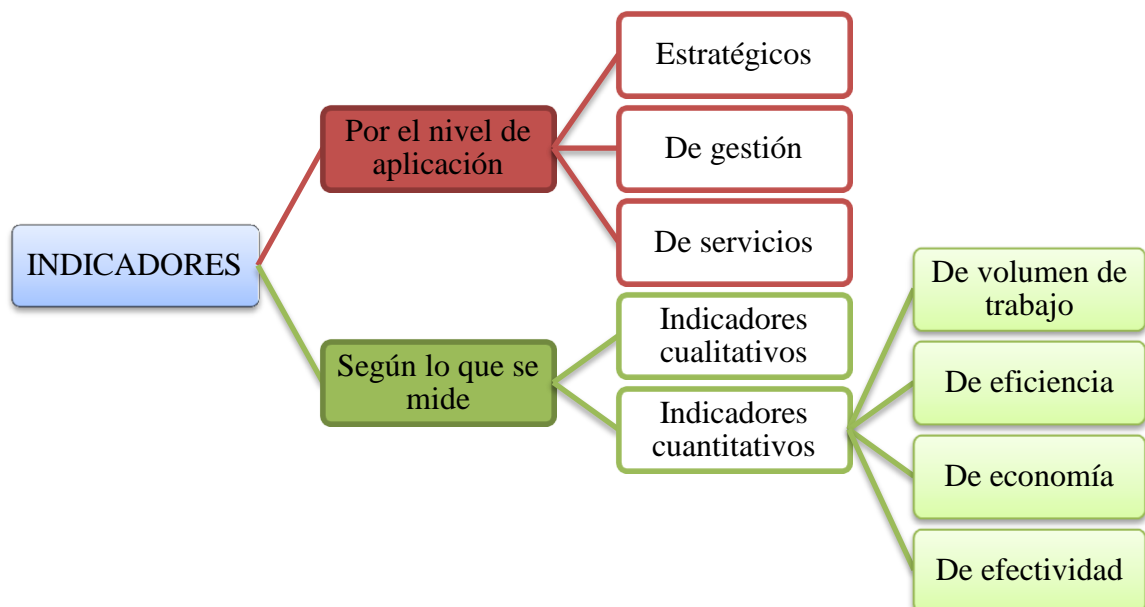 INDICADORES
Por el nivel de
aplicación
Estratégicos
De gestión
De servicios
Según lo que se
mide
Indicadores
cualitativos
Indicadores
cuantitativos
De volumen de
trabajo
De eficiencia
De economía
De efectividad